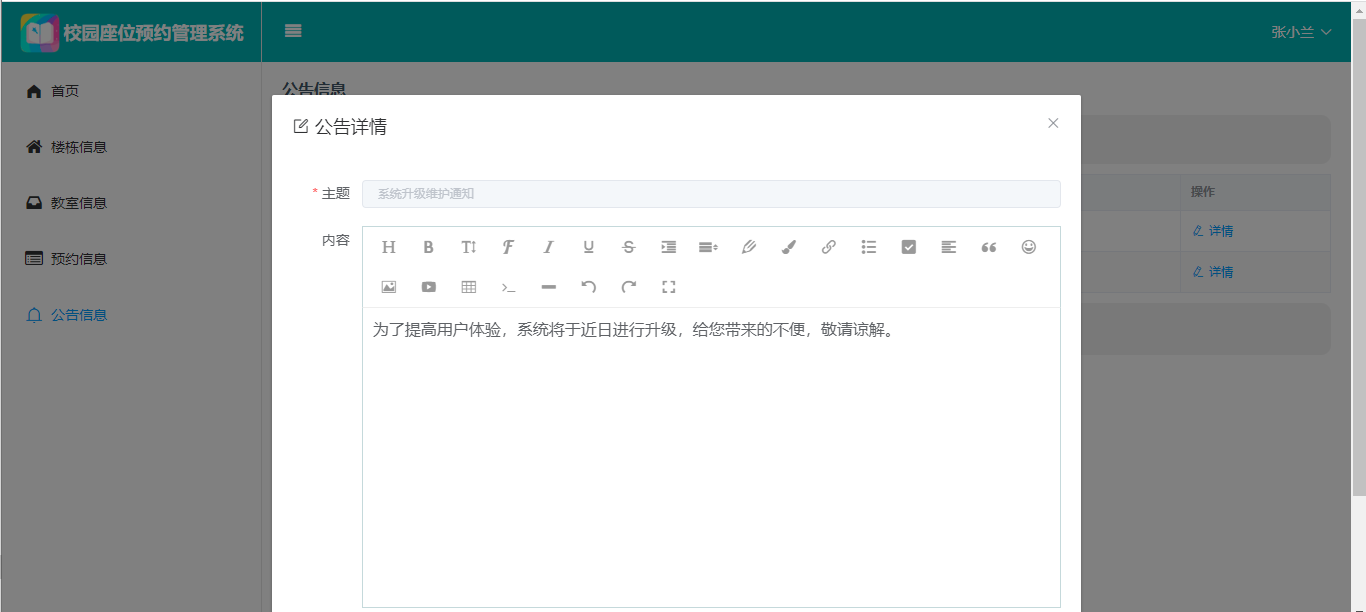 校园座位预约管理系统
张小兰
首页
楼栋信息
教室信息
预约信息
公告信息
公告信息
操作
详情
详情
公告详情
* 主题
系统升级维护通知
内容
为了提高用户体验，系统将于近日进行升级，给您带来的不便，敬请谅解。